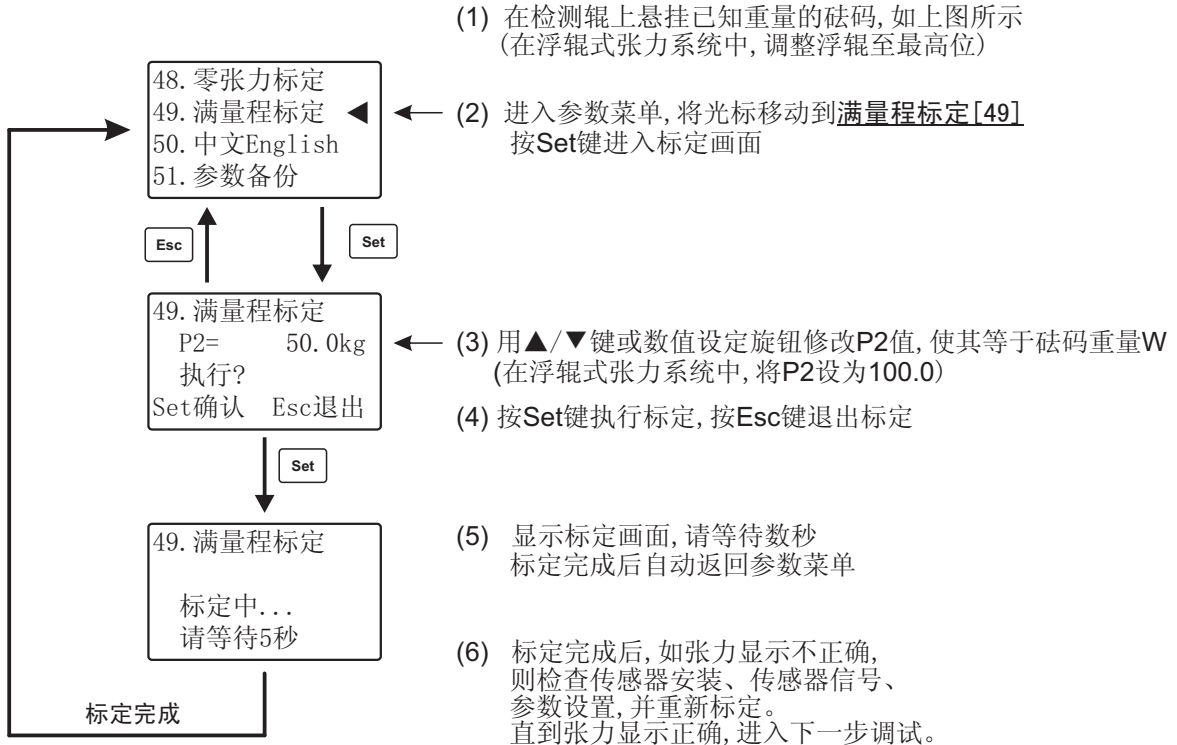 (1) 在检测辊上悬挂已知重量的砝码,如上图所示
(在浮辊式张力系统中,调整浮辊至最高位)
48.零张力标定
49.满量程标定 ◀
50.中文English
51.参数备份
(2) 进入参数菜单,将光标移动到满量程标定[49]
按Set键进入标定画面
Esc
Set
49.满量程标定
P2= 50.0kg
执行?
Set确认 Esc退出
(3) 用▲/▼键或数值设定旋钮修改P2值,使其等于砝码重量W
(在浮辊式张力系统中,将P2设为100.0)
(4) 按Set键执行标定,按Esc键退出标定
Set
49.满量程标定
标定中...
请等待5秒
(5) 显示标定画面,请等待数秒
标定完成后自动返回参数菜单
标定完成
(6) 标定完成后,如张力显示不正确,
则检查传感器安装、传感器信号、
参数设置,并重新标定。
直到张力显示正确,进入下一步调试。